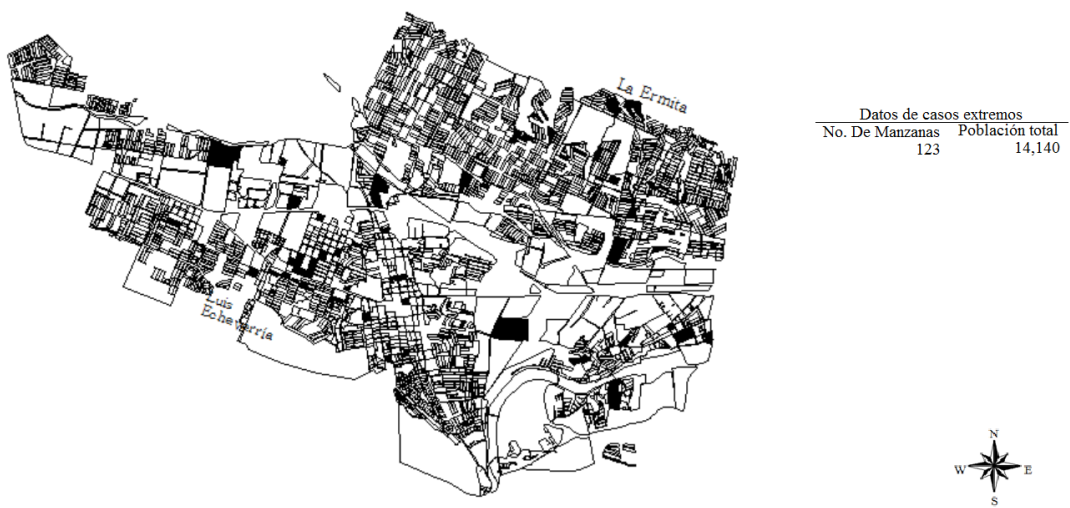 La Ermita
Luis
Echeverría
Datos de casos extremos
No. De Manzanas Población total
123 14,140
N
W E
S